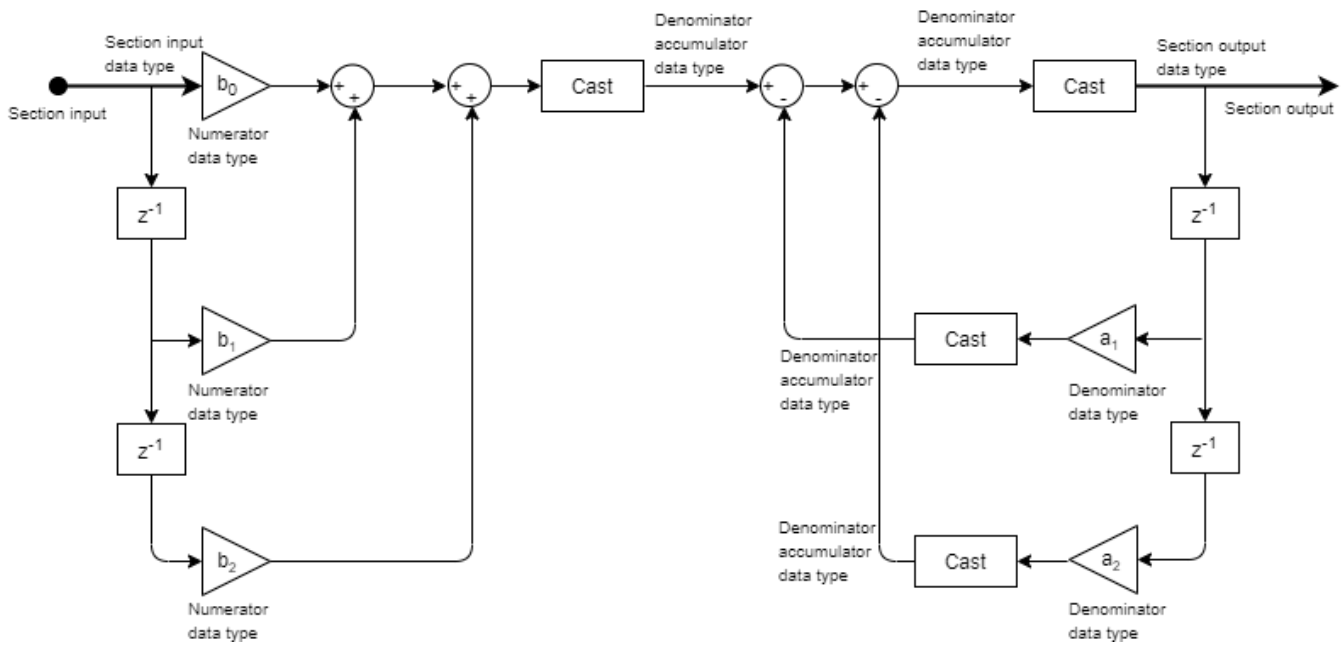 Section input
data type
Section input
b0
Numerator
data type
+
+
+
+
Cast
Denominator
accumulator
data type
+
-
+
-
Denominator
accumulator
data type
Cast
Section output
data type
Section output
z-1
z-1
b1
Numerator
data type
Denominator
accumulator
data type
Cast
a1
Denominator
data type
z-1
z-1
b2
Numerator
data type
Denominator
accumulator
data type
Cast
a2
Denominator
data type